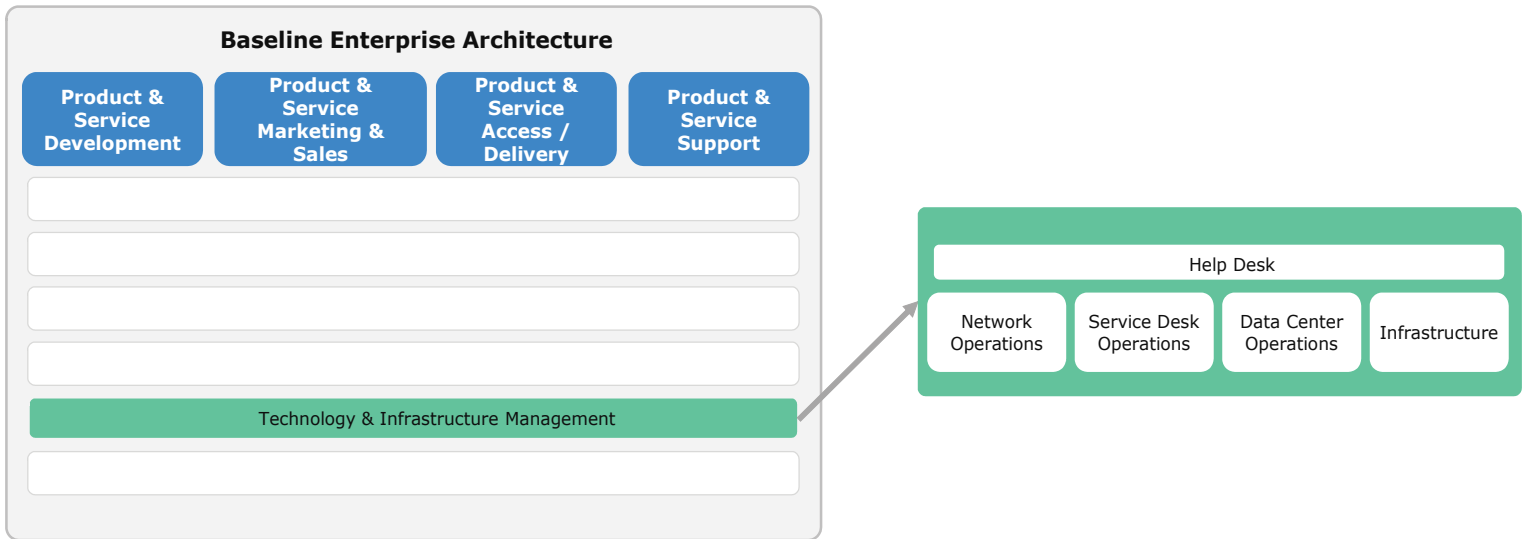 Baseline Enterprise Architecture
Product &
Service
Development
Product &
Service
Marketing &
Sales
Product &
Service
Access /
Delivery
Product &
Service
Support
Technology & Infrastructure Management
Help Desk
Network
Operations
Service Desk
Operations
Data Center
Operations
Infrastructure